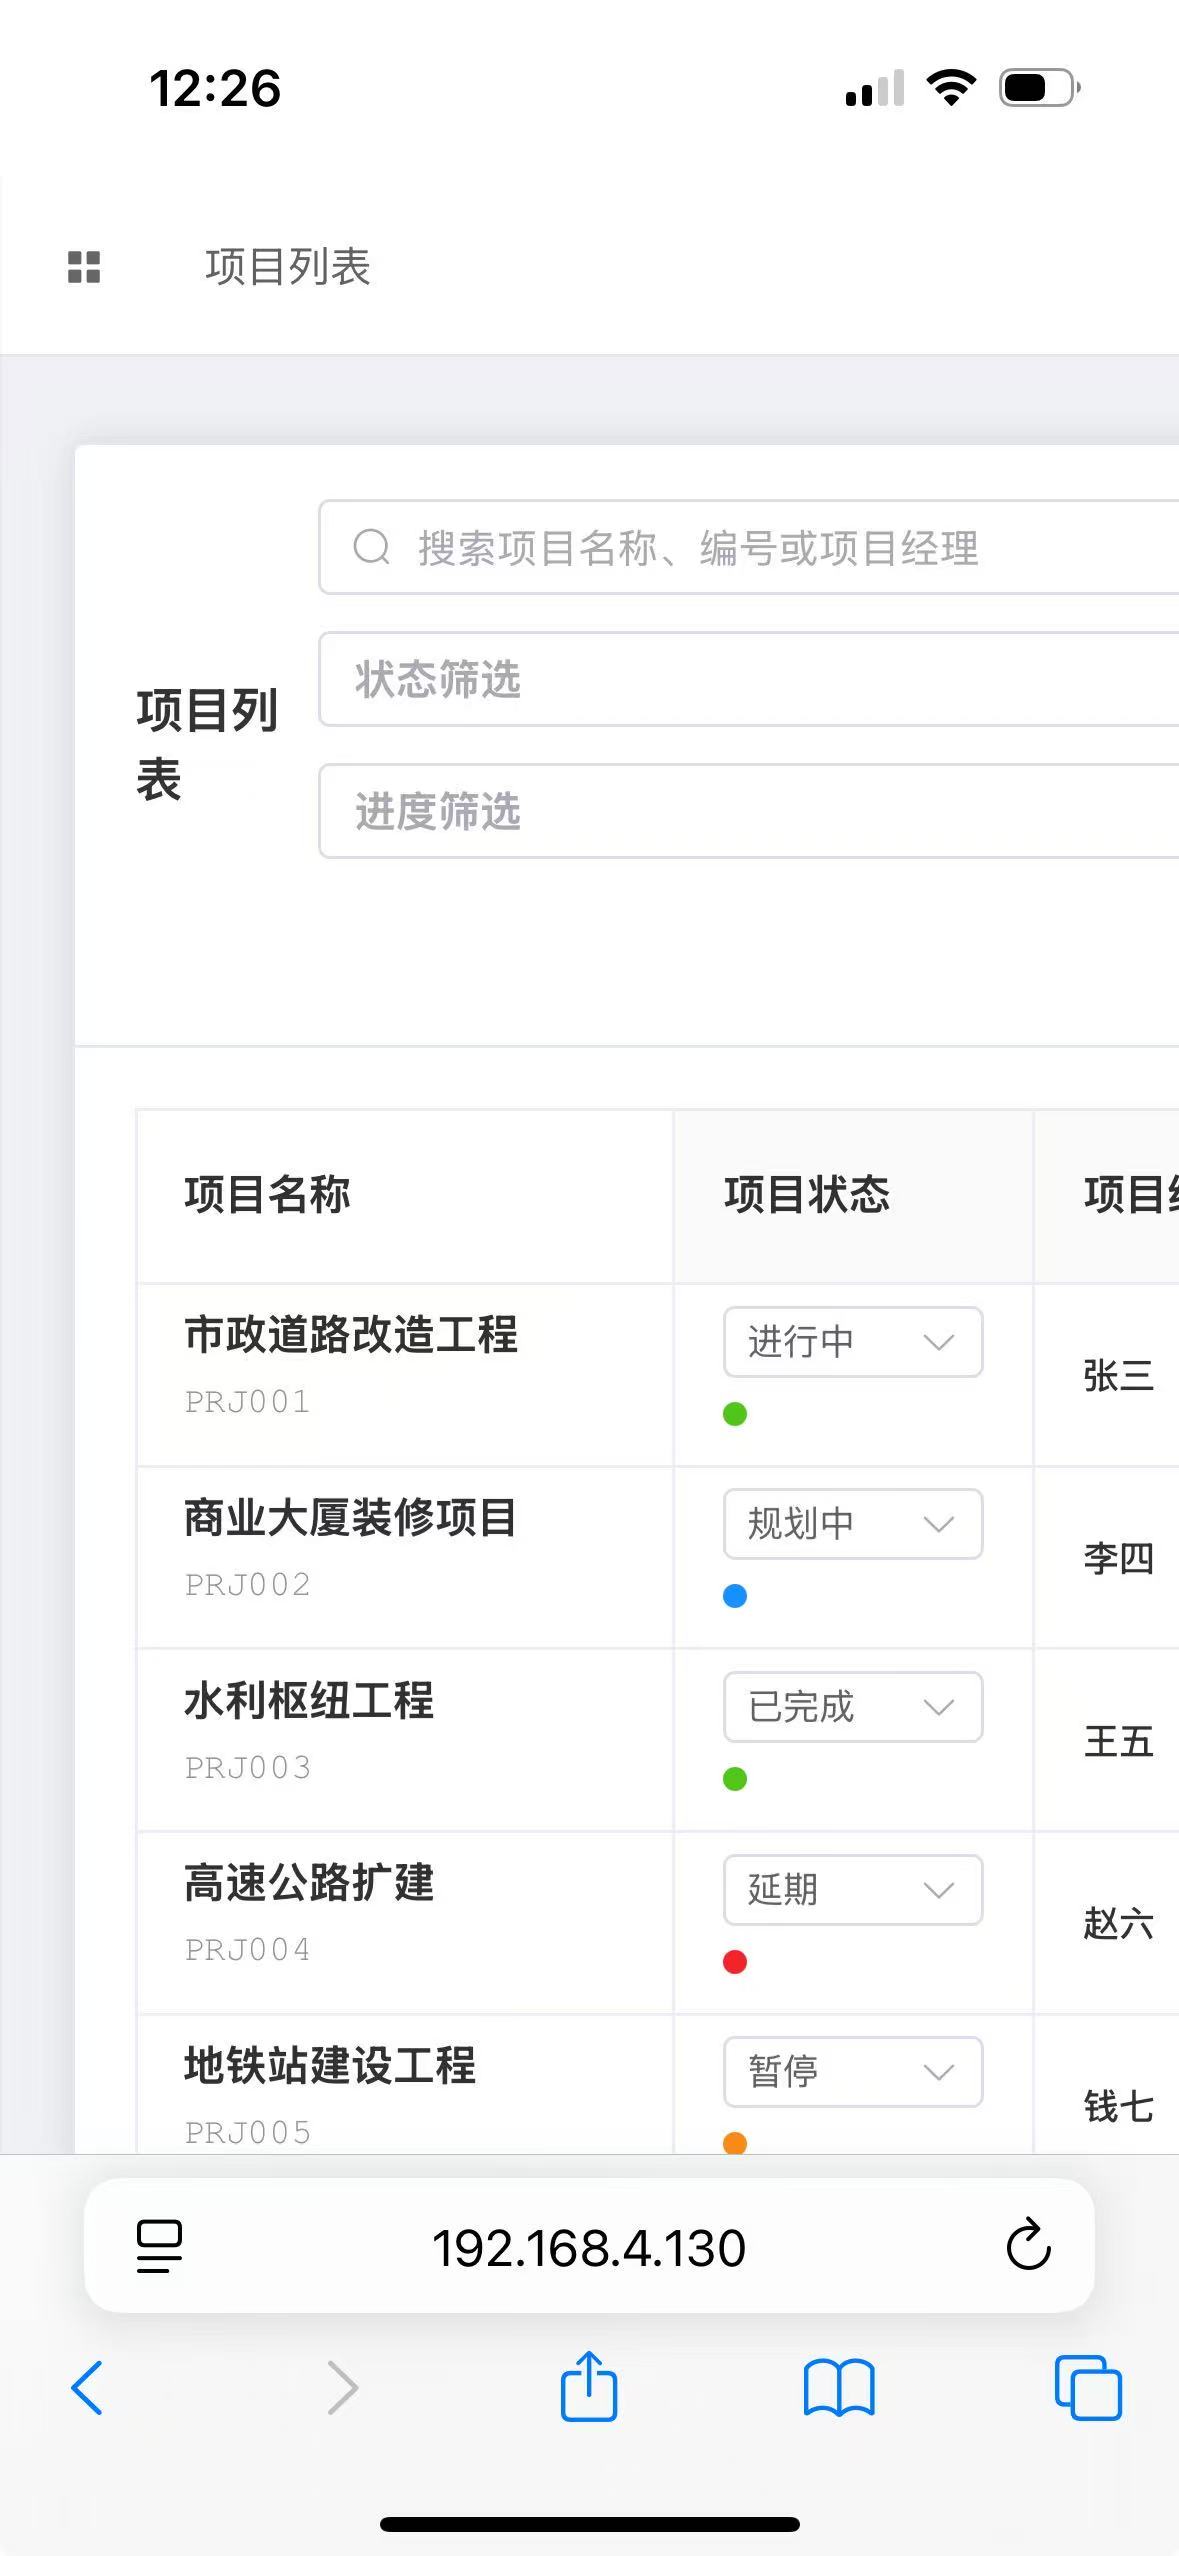 12:26
项目列表
搜索项目名称、编号或项目经理
状态筛选
项目列
表
进度筛选
项目名称 项目状态 项目
市政道路改造工程 进行中 张三
PRJ001
商业大厦装修项目 规划中 李四
PRJ002
水利枢纽工程 已完成 王五
PRJ003
高速公路扩建 延期 赵六
PRJ004
地铁站建设工程 暂停 钱七
PRJ005
192.168.4.130